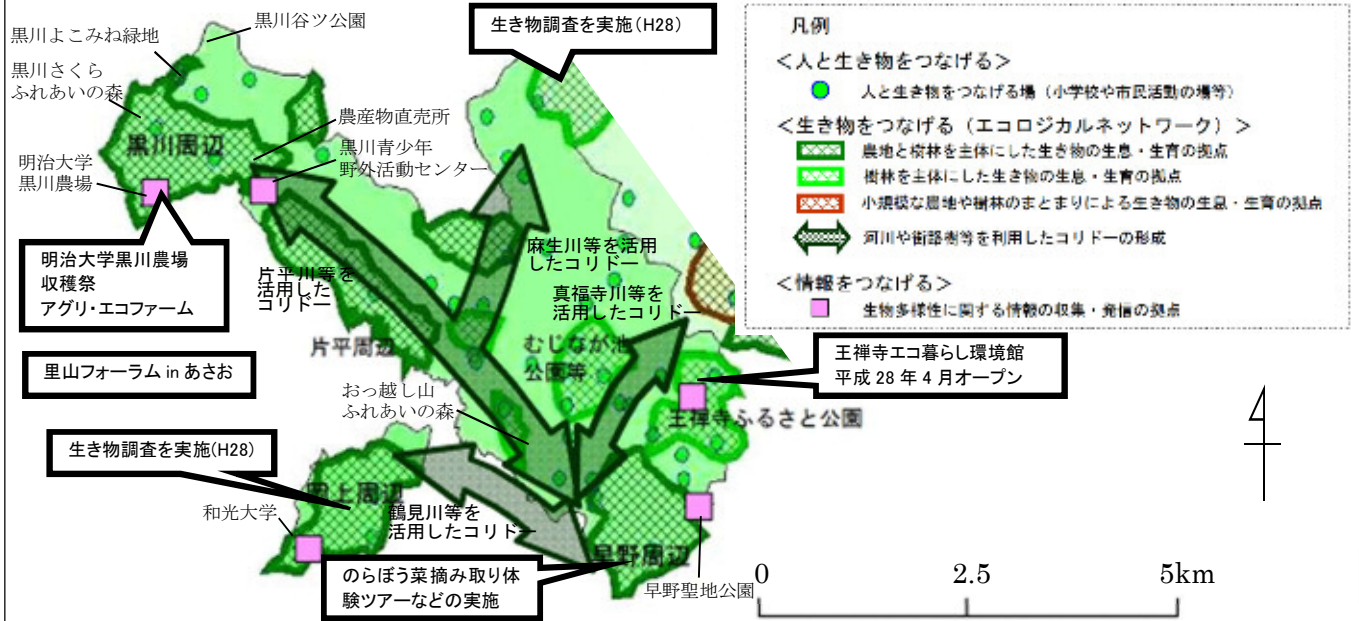 黒川谷ツ公園
黒川よこみね緑地
黒川さくら
ふれあいの森
生き物調査を実施(H28)
農産物直売所
黒川周辺
黒川青少年
野外活動センター
明治大学
黒川農場
明治大学黒川農場
収穫祭
アグリ・エコファーム
片平川等を
活用した
コリドー
麻生川等を活用
したコリドー
真福寺川等を
活用したコリドー
片平周辺
むじなが池
公園等
里山フォーラム in あさお
おっ越し山
ふれあいの森
王禅寺エコ暮らし環境館
平成 28 年 4 月オープン
王禅寺ふるさと公園
生き物調査を実施(H28)
岡上周辺
和光大学
鶴見川等を
活用したコリドー
早野周辺
のらぼう菜摘み取り体
験ツアーなどの実施
早野聖地公園
凡例
<人と生き物をつなげる>
人と生き物をつなげる場(小学校や市民活動の場等)
<生き物をつなげる(エコロジカルネットワーク)>
農地と樹林を主体にした生き物の生息・生育の拠点
樹林を主体にした生き物の生息・生育の拠点
小規模な農地や樹林のまとまりによる生き物の生息・生育の拠点
河川や街路樹等を利用したコリドーの形成
<情報をつなげる>
生物多様性に関する情報の収集・発信の拠点
0 2.5 5km